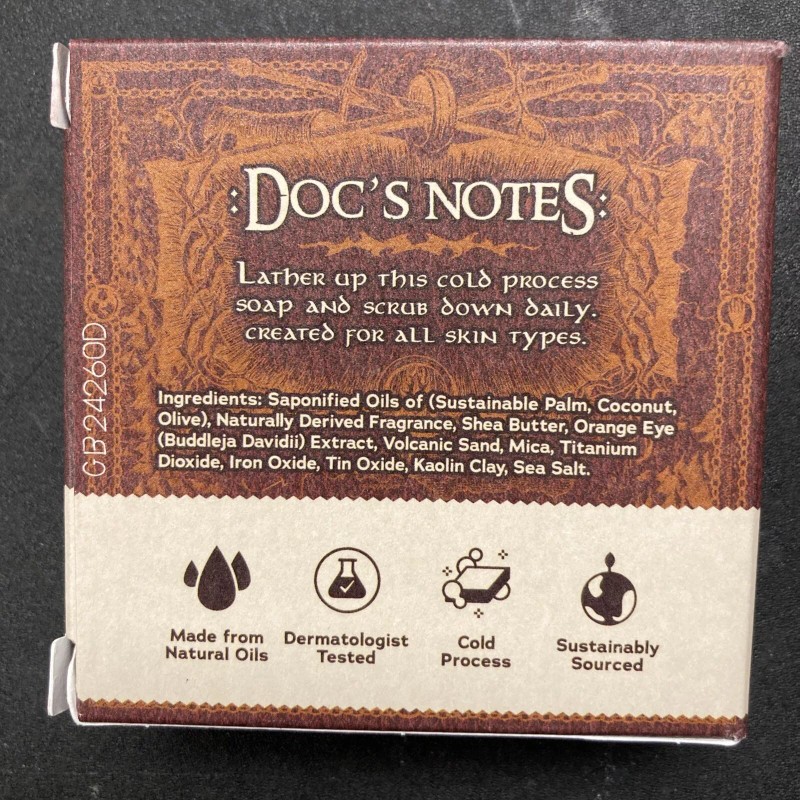 :DOC'S NOTES:
LATHER UP THIS COLD PROCESS
SOAP AND SCRUB DOWN DAILY.
CREATED FOR ALL SKIN TYPES.
GB24260D
Ingredients: Saponified Oils of (Sustainable Palm, Coconut,
Olive), Naturally Derived Fragrance, Shea Butter, Orange Eye
(Buddleja Davidii) Extract, Volcanic Sand, Mica, Titanium
Dioxide, Iron Oxide, Tin Oxide, Kaolin Clay, Sea Salt.
Made from
Natural Oils
Dermatologist
Tested
Cold
Process
Sustainably
Sourced